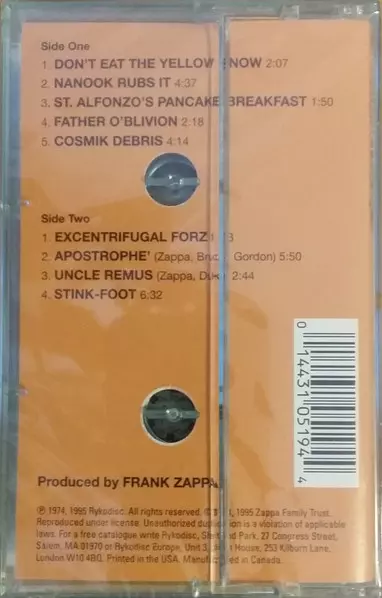 Side One
1. DON'T EAT THE YELLOW SNOW 2:07
2. NANOOK RUBS IT 4:37
3. ST. ALFONZO'S PANCAKE BREAKFAST 1:50
4. FATHER O'BLIVION 2:18
5. COSMIK DEBRIS 4:14
Side Two
1. EXCENTRIFUGAL FORZ
2. APOSTROPHE' (Zappa, Bruce, Gordon) 5:50
3. UNCLE REMUS (Zappa, Duke) 2:44
4. STINK-FOOT 6:32
0 14431 05194 4
Produced by FRANK ZAPPA
℗ 1974, 1995 Rykodisc. All rights reserved. © 1995 Zappa Family Trust.
Reproduced under license. Unauthorized duplication is a violation of applicable
laws. For a free catalogue write Rykodisc, Park, 27 Congress Street,
Salem, MA 01970 or Rykodisc Europe, Unit 3, House, 253 Kilburn Lane,
London W10 4BQ. Printed in the USA. Manufactured in Canada.